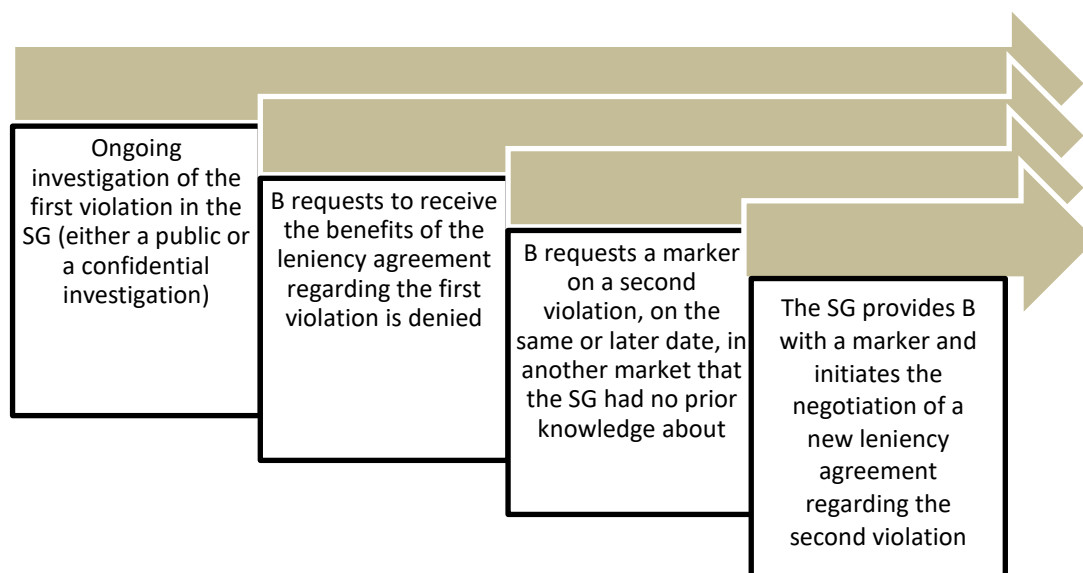 Ongoing
investigation of the
first violation in the
SG (either a public or
a confidential
investigation)
B requests to receive
the benefits of the
leniency agreement
regarding the first
violation is denied
B requests a marker
on a second
violation, on the
same or later date, in
another market that
the SG had no prior
knowledge about
The SG provides B
with a marker and
initiates the
negotiation of a
new leniency
agreement
regarding the
second violation